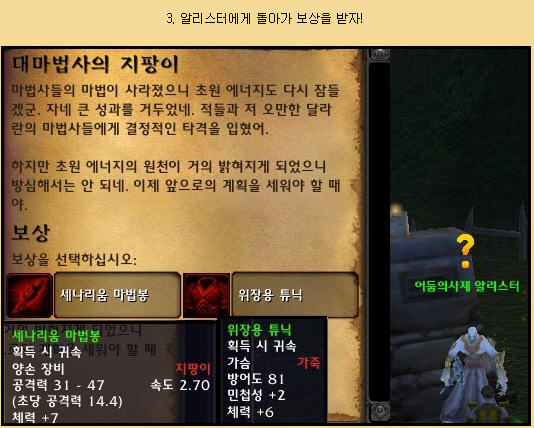 3. 알리스터에게 돌아가 보상을 받자!
대마법사의 지팡이
마법사들의 마법이 사라졌으니 초원 에너지도 다시 잠들
겠군. 자네 큰 성과를 거두었네. 적들과 저 오만한 달라
란의 마법사들에게 결정적인 타격을 입혔어.
하지만 초원 에너지의 원천이 거의 밝혀지게 되었으니
방심해서는 안 되네. 이제 앞으로의 계획을 세워야 할 때
야.
보상
보상을 선택하십시오:
세나리움 마법봉
위장용 튜닉
어둠의사제 알리스터
세나리움 마법봉
획득 시 귀속
양손 장비 지팡이
공격력 31 - 47 속도 2.70
(초당 공격력 14.4)
체력 +7
위장용 튜닉
획득 시 귀속
가슴 가죽
방어도 81
민첩성 +2
체력 +6